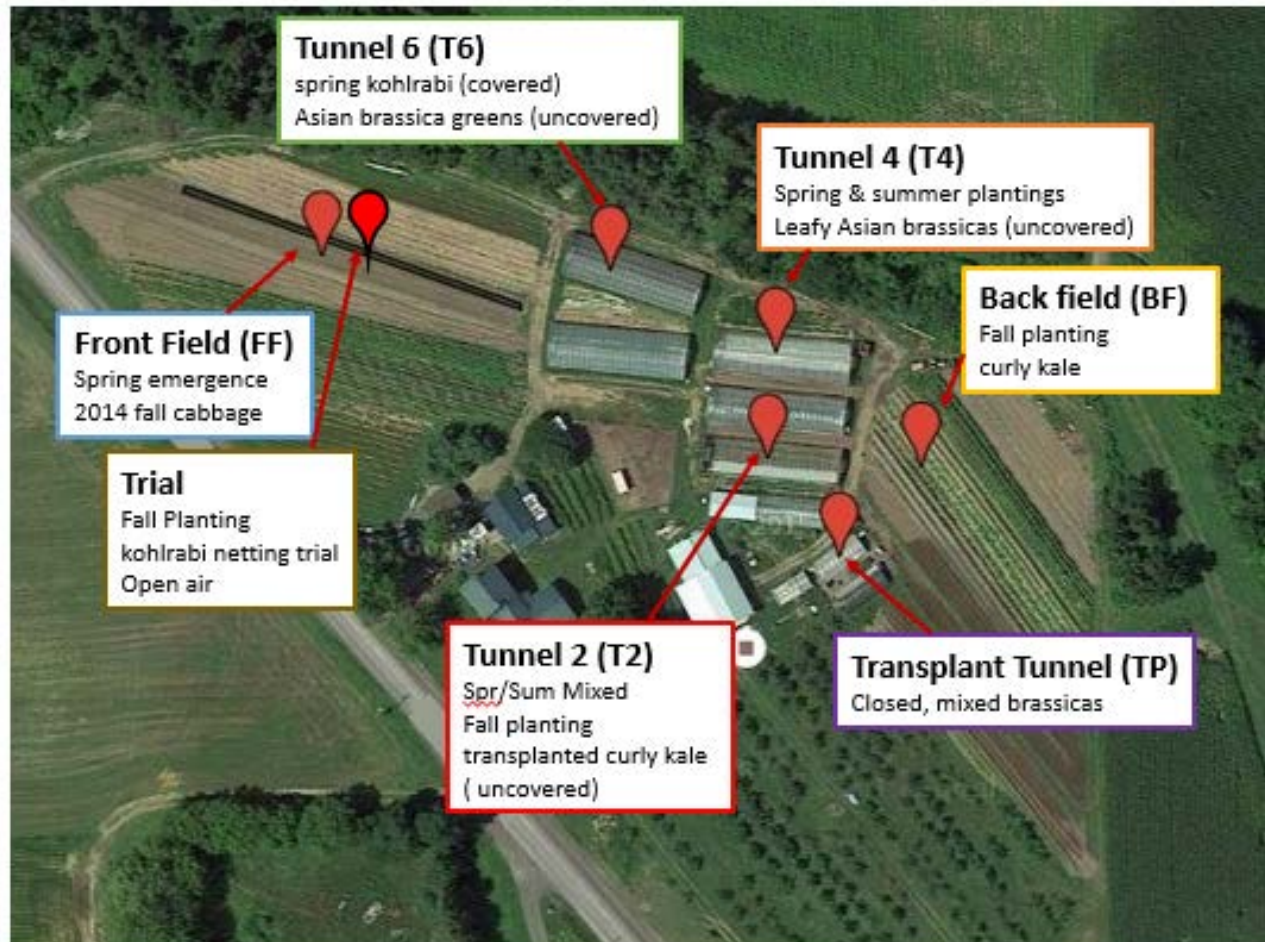 Tunnel 6 (T6)
spring kohlrabi (covered)
Asian brassica greens (uncovered)
Tunnel 4 (T4)
Spring & summer plantings
Leafy Asian brassicas (uncovered)
Back field (BF)
Fall planting
curly kale
Front Field (FF)
Spring emergence
2014 fall cabbage
Trial
Fall Planting
kohlrabi netting trial
Open air
Tunnel 2 (T2)
Spr/Sum Mixed
Fall planting
transplanted curly kale
( uncovered)
Transplant Tunnel (TP)
Closed, mixed brassicas